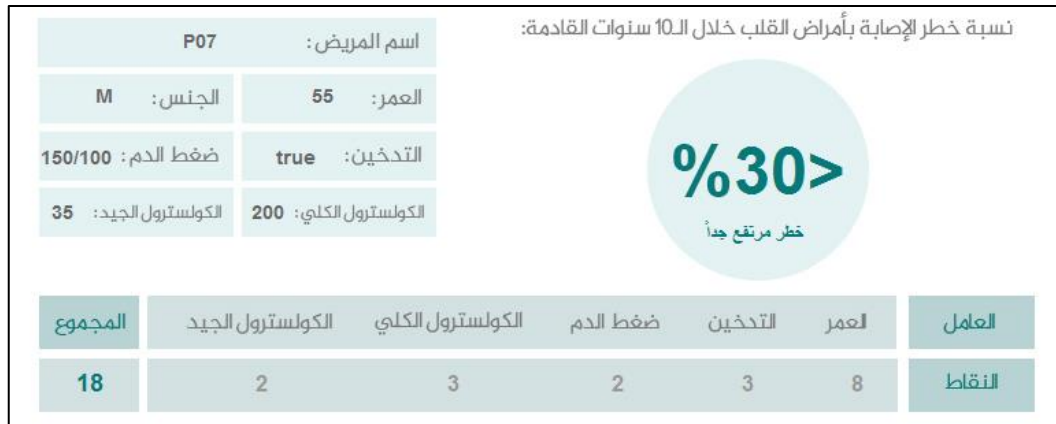 نسبة خطر الإصابة بأمراض القلب خلال الـ10 سنوات القادمة:
%30>
خطر مرتفع جداً
اسم المريض: P07
العمر: 55 الجنس: M
التدخين: true ضغط الدم: 150/100
الكولسترول الكلي: 200 الكولسترول الجيد: 35
العامل العمر التدخين ضغط الدم الكولسترول الكلي الكولسترول الجيد المجموع
النقاط 8 3 2 3 2 18